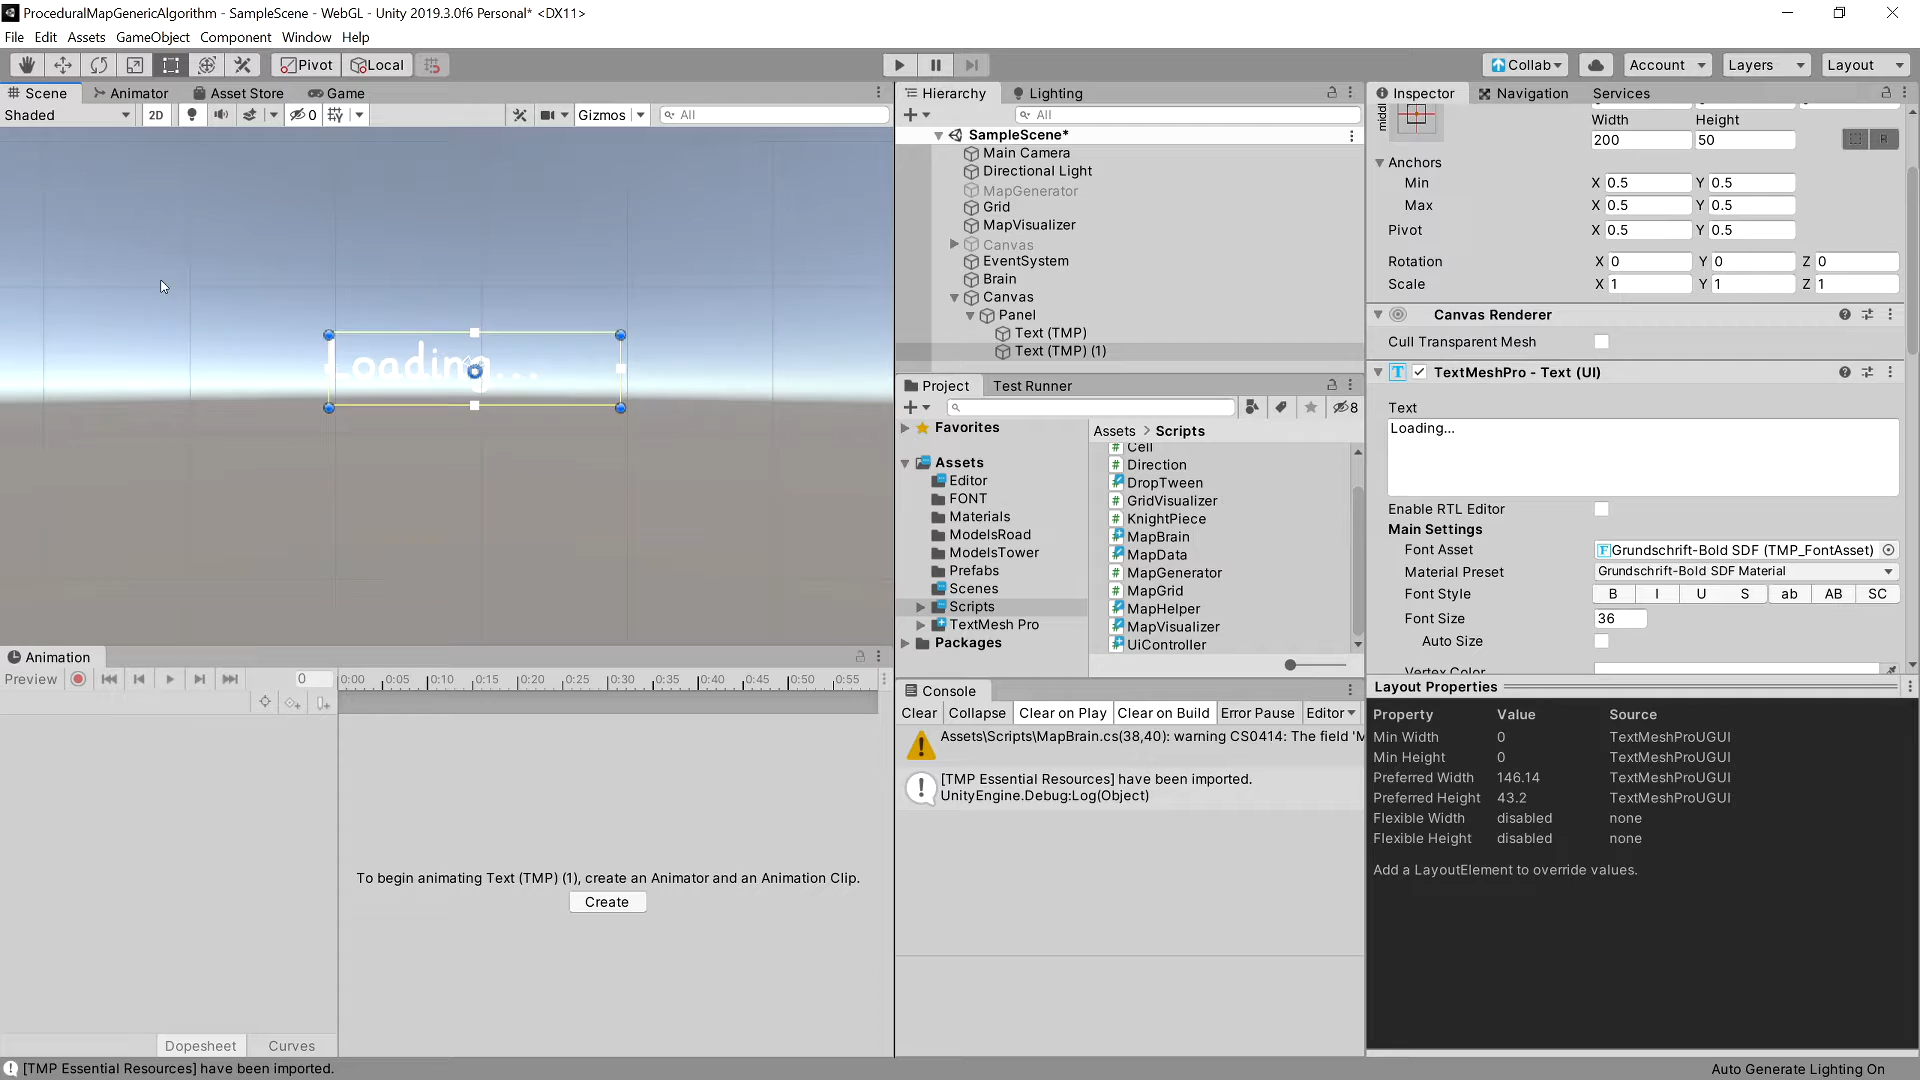 ProceduralMapGenericAlgorithm - SampleScene - WebGL - Unity 2019.3.0f6 Personal* <DX11>
File Edit Assets GameObject Component Window Help
Pivot Local Collab Account Layers Layout
Scene Animator Asset Store Game
Shaded 2D 0 Gizmos All
Loading...
Hierarchy Lighting
All
SampleScene*
Main Camera
Directional Light
MapGenerator
Grid
MapVisualizer
Canvas
EventSystem
Brain
Canvas
Panel
Text (TMP)
Text (TMP) (1)
Project Test Runner
8
Favorites
Assets
Editor
FONT
Materials
ModelsRoad
ModelsTower
Prefabs
Scenes
Scripts
TextMesh Pro
Packages
Assets > Scripts
Cell
Direction
DropTween
GridVisualizer
KnightPiece
MapBrain
MapData
MapGenerator
MapGrid
MapHelper
MapVisualizer
UiController
Console
Clear Collapse Clear on Play Clear on Build Error Pause Editor
Assets\Scripts\MapBrain.cs(38,40): warning CS0414: The field 'M
[TMP Essential Resources] have been imported.
UnityEngine.Debug:Log(Object)
Inspector Navigation Services
Width Height
200 50
R
Anchors
Min X 0.5 Y 0.5
Max X 0.5 Y 0.5
Pivot X 0.5 Y 0.5
Rotation X 0 Y 0 Z 0
Scale X 1 Y 1 Z 1
Canvas Renderer
Cull Transparent Mesh
TextMeshPro - Text (UI)
Text
Loading...
Enable RTL Editor
Main Settings
Font Asset Grundschrift-Bold SDF (TMP_FontAsset)
Material Preset Grundschrift-Bold SDF Material
Font Style B I U S ab AB SC
Font Size 36
Auto Size
Vertex Color
Layout Properties
Property Value Source
Min Width 0 TextMeshProUGUI
Min Height 0 TextMeshProUGUI
Preferred Width 146.14 TextMeshProUGUI
Preferred Height 43.2 TextMeshProUGUI
Flexible Width disabled none
Flexible Height disabled none
Add a LayoutElement to override values.
Animation
Preview 0 0:00 0:05 0:10 0:15 0:20 0:25 0:30 0:35 0:40 0:45 0:50 0:55
To begin animating Text (TMP) (1), create an Animator and an Animation Clip.
Create
Dopesheet Curves
[TMP Essential Resources] have been imported.
Auto Generate Lighting On